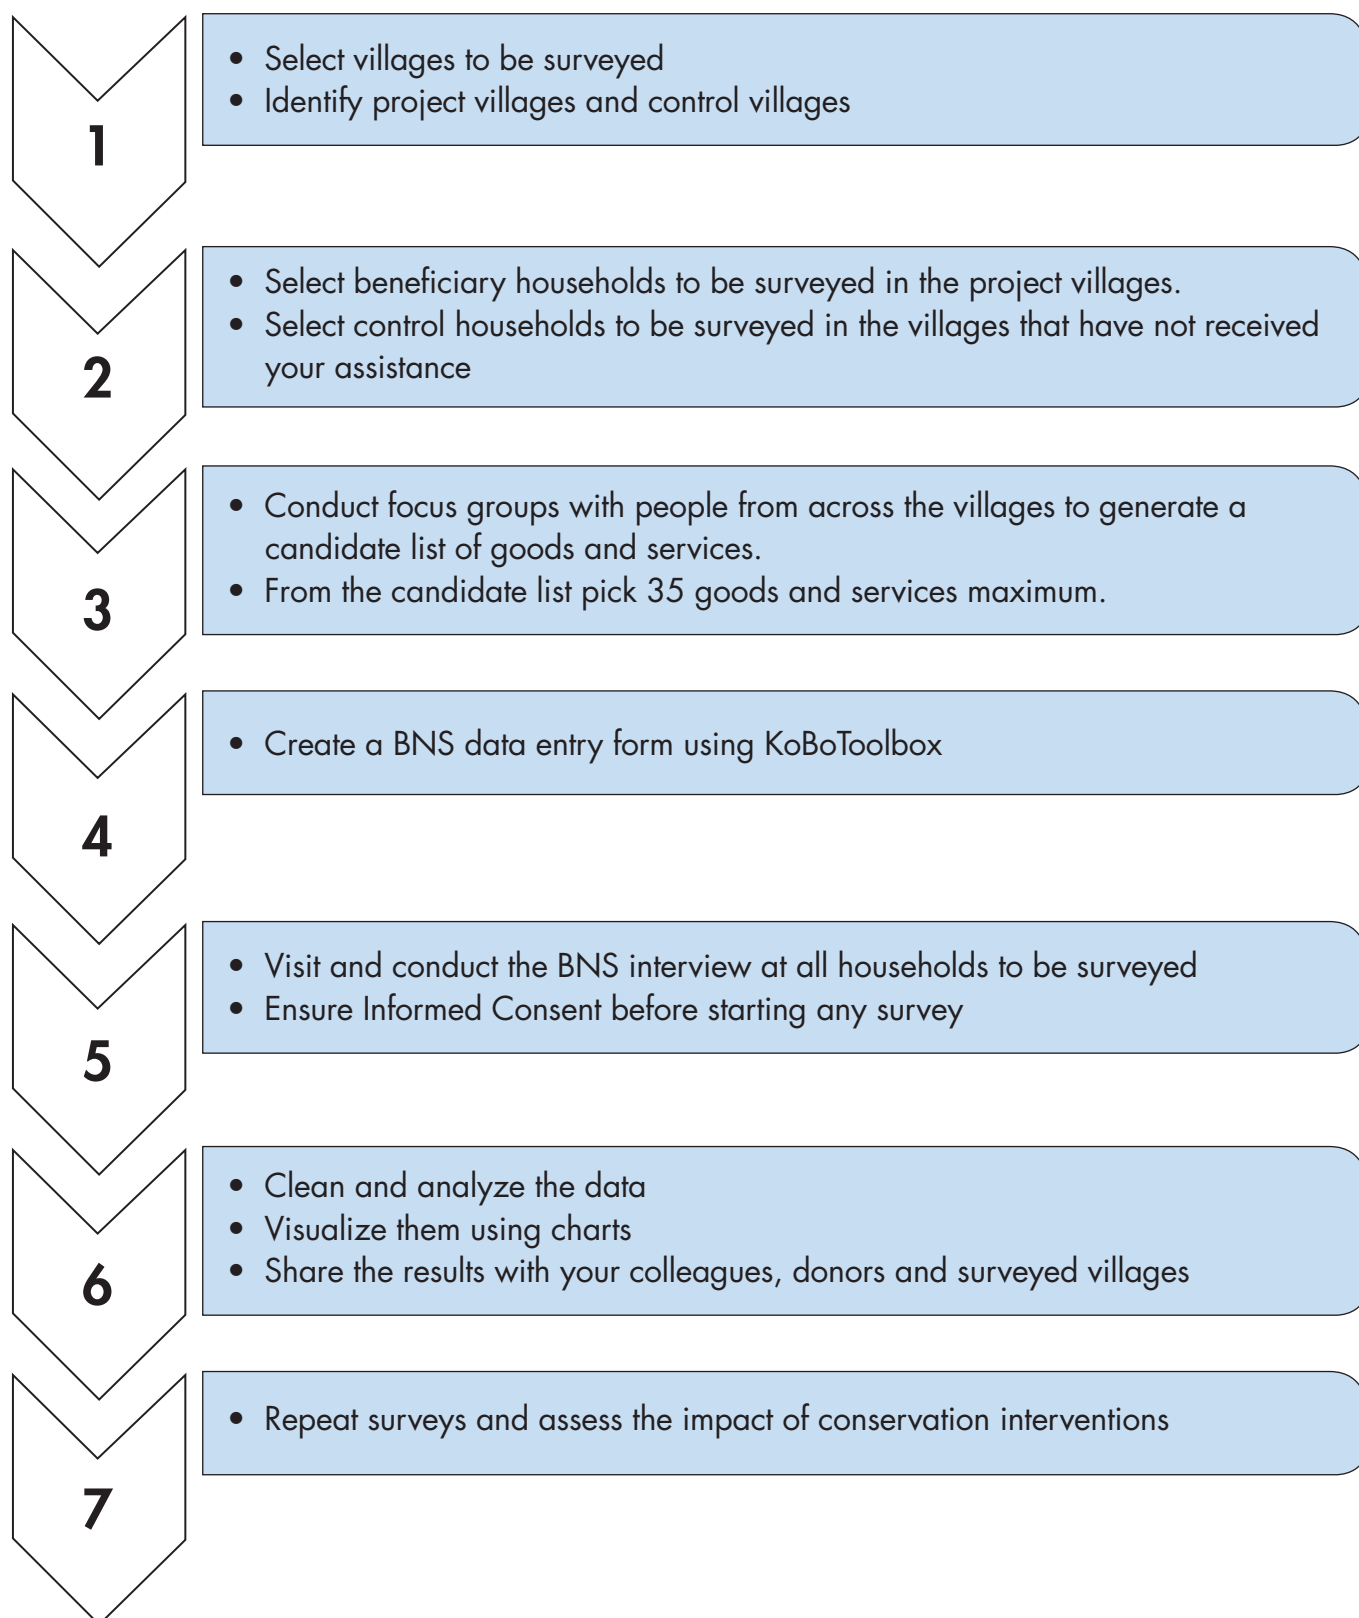 1
• Select villages to be surveyed
• Identify project villages and control villages
2
• Select beneficiary households to be surveyed in the project villages.
• Select control households to be surveyed in the villages that have not received
your assistance
3
• Conduct focus groups with people from across the villages to generate a
candidate list of goods and services.
• From the candidate list pick 35 goods and services maximum.
4
• Create a BNS data entry form using KoBoToolbox
5
• Visit and conduct the BNS interview at all households to be surveyed
• Ensure Informed Consent before starting any survey
6
• Clean and analyze the data
• Visualize them using charts
• Share the results with your colleagues, donors and surveyed villages
7
• Repeat surveys and assess the impact of conservation interventions